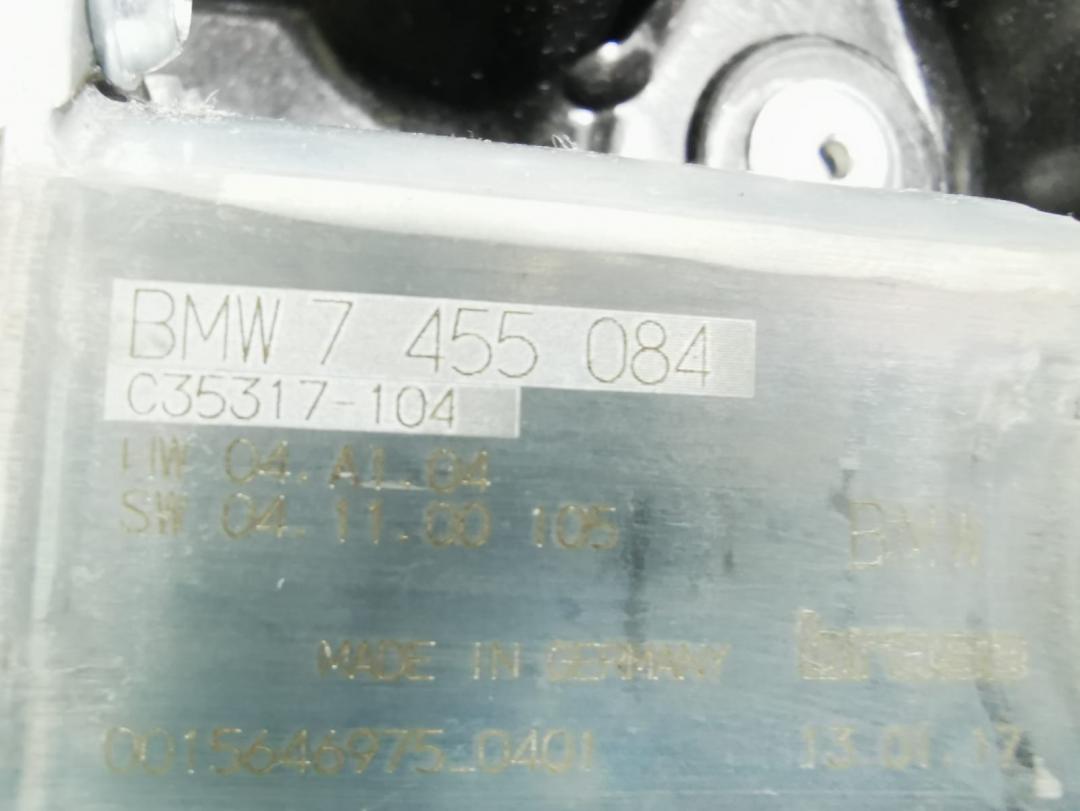 BMW 7 455 084
C35317-104
HW 04.A1.04
SW 04.11.00 105
BMW
MADE IN GERMANY
brose
0015646975_0401
13.01.17